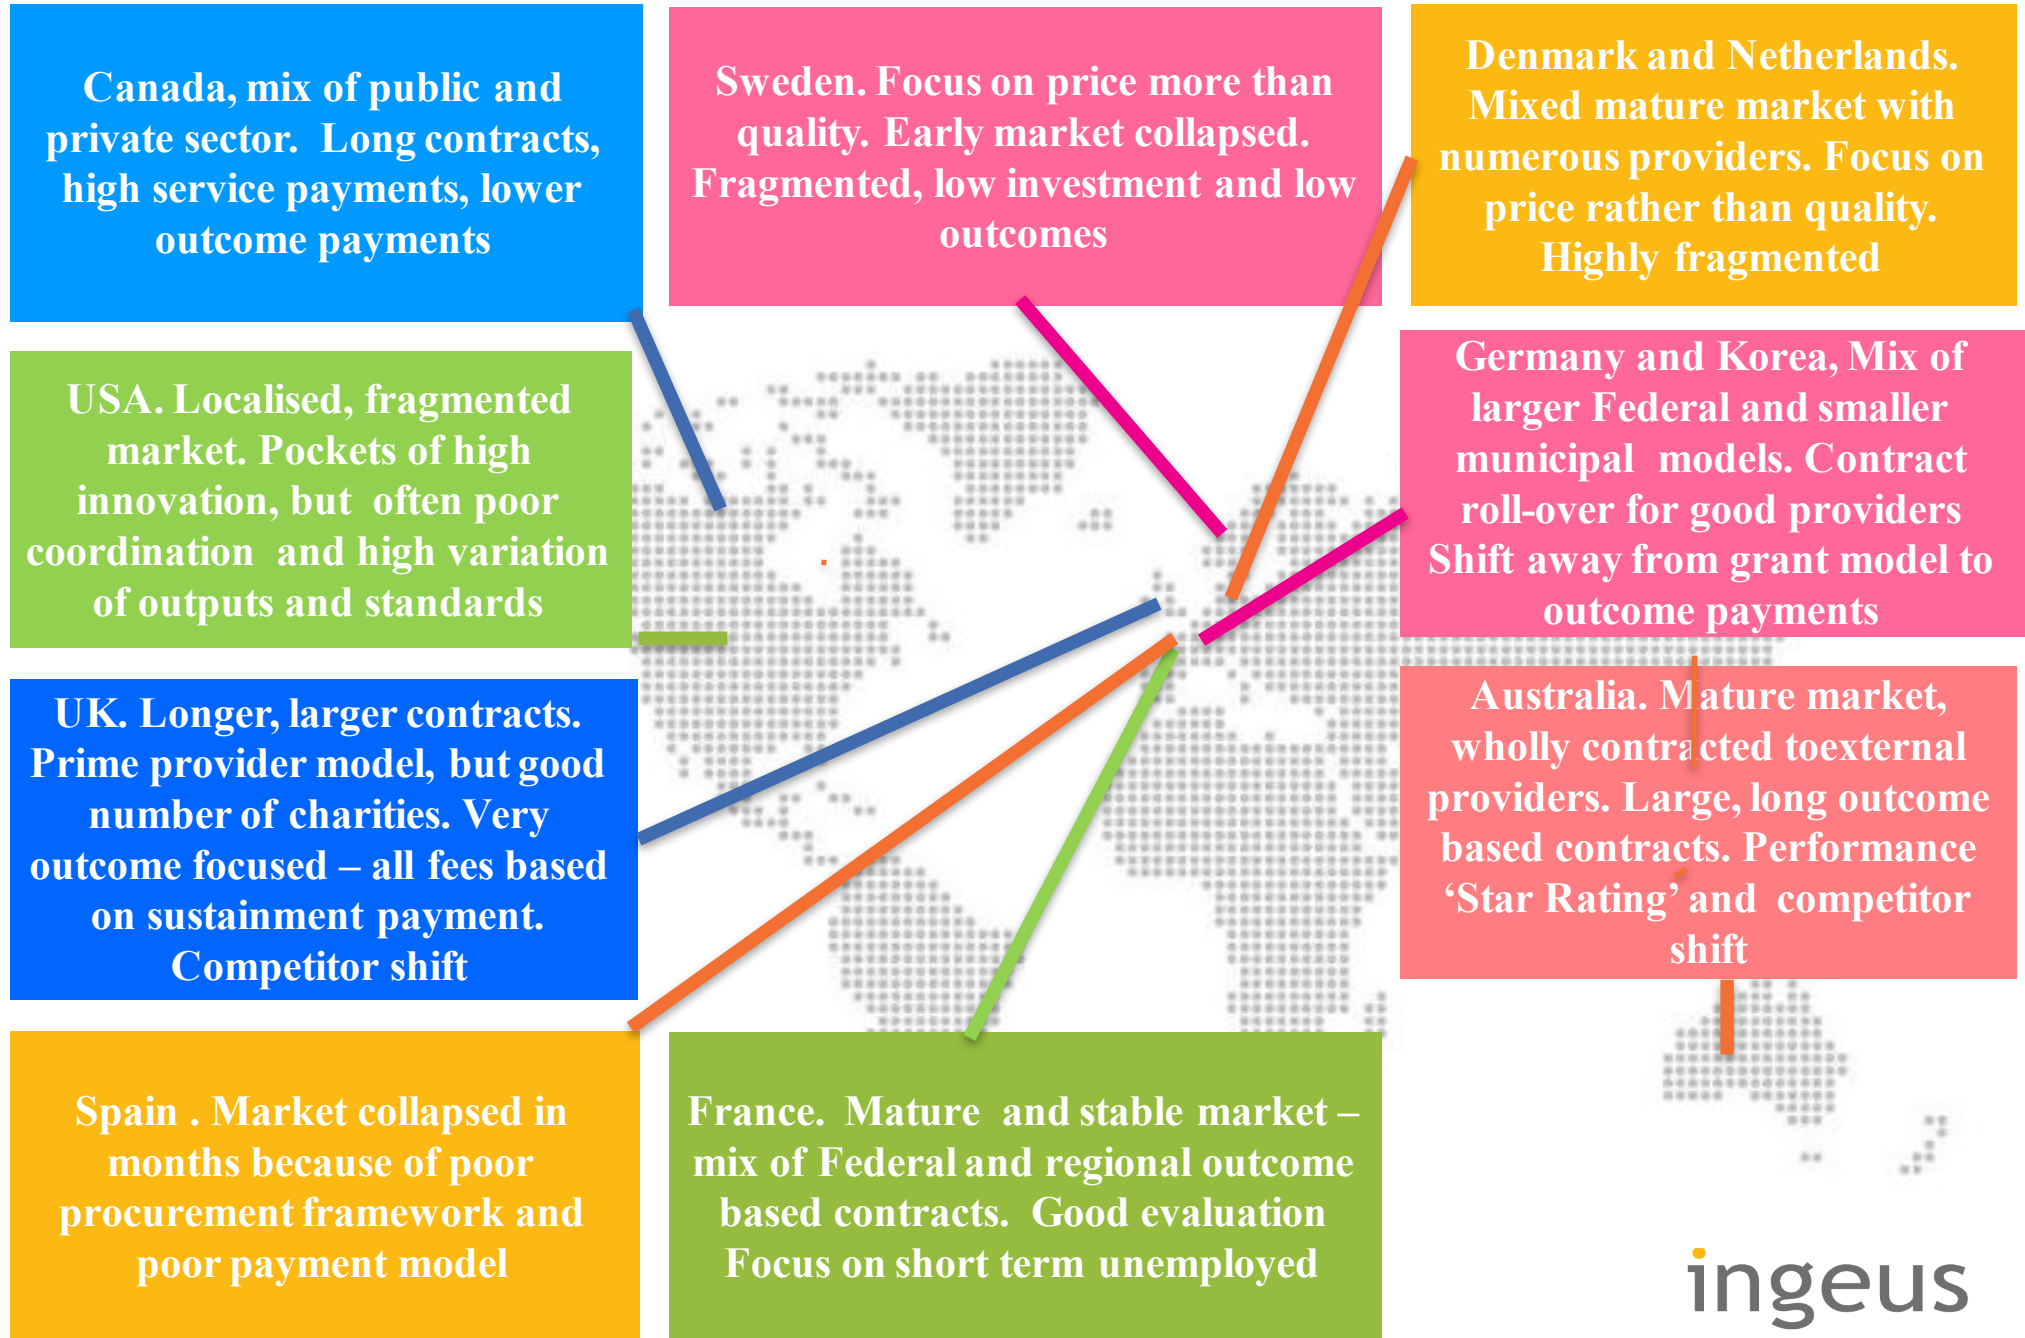 Canada, mix of public and
private sector. Long contracts,
high service payments, lower
outcome payments
Sweden. Focus on price more than
quality. Early market collapsed.
Fragmented, low investment and low
outcomes
Denmark and Netherlands.
Mixed mature market with
numerous providers. Focus on
price rather than quality.
Highly fragmented
USA. Localised, fragmented
market. Pockets of high
innovation, but often poor
coordination and high variation
of outputs and standards
Germany and Korea, Mix of
larger Federal and smaller
municipal models. Contract
roll-over for good providers
Shift away from grant model to
outcome payments
UK. Longer, larger contracts.
Prime provider model, but good
number of charities. Very
outcome focused – all fees based
on sustainment payment.
Competitor shift
Australia. Mature market,
wholly contracted toexternal
providers. Large, long outcome
based contracts. Performance
‘Star Rating’ and competitor
shift
Spain . Market collapsed in
months because of poor
procurement framework and
poor payment model
France. Mature and stable market –
mix of Federal and regional outcome
based contracts. Good evaluation
Focus on short term unemployed
ingeus